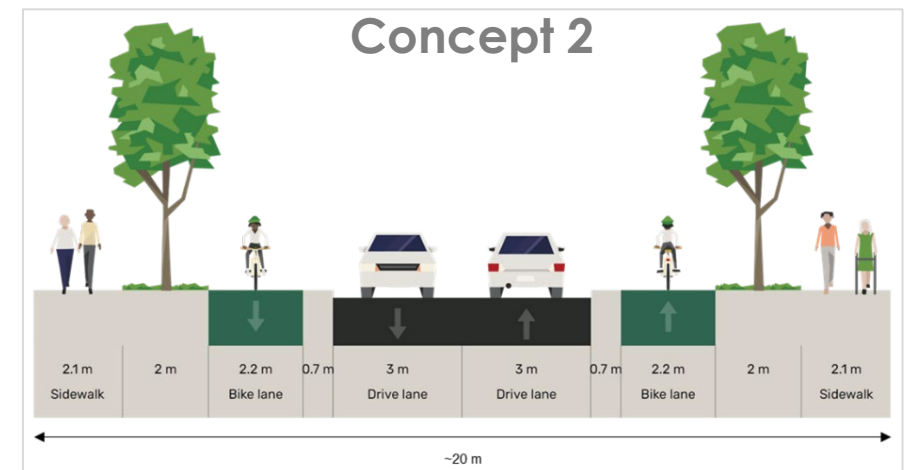 Concept 2
2.1 m 2 m 2.2 m 0.7 m 3 m 3 m 0.7 m 2.2 m 2 m 2.1 m
Sidewalk Bike lane Drive lane Drive lane Bike lane Sidewalk
~20 m